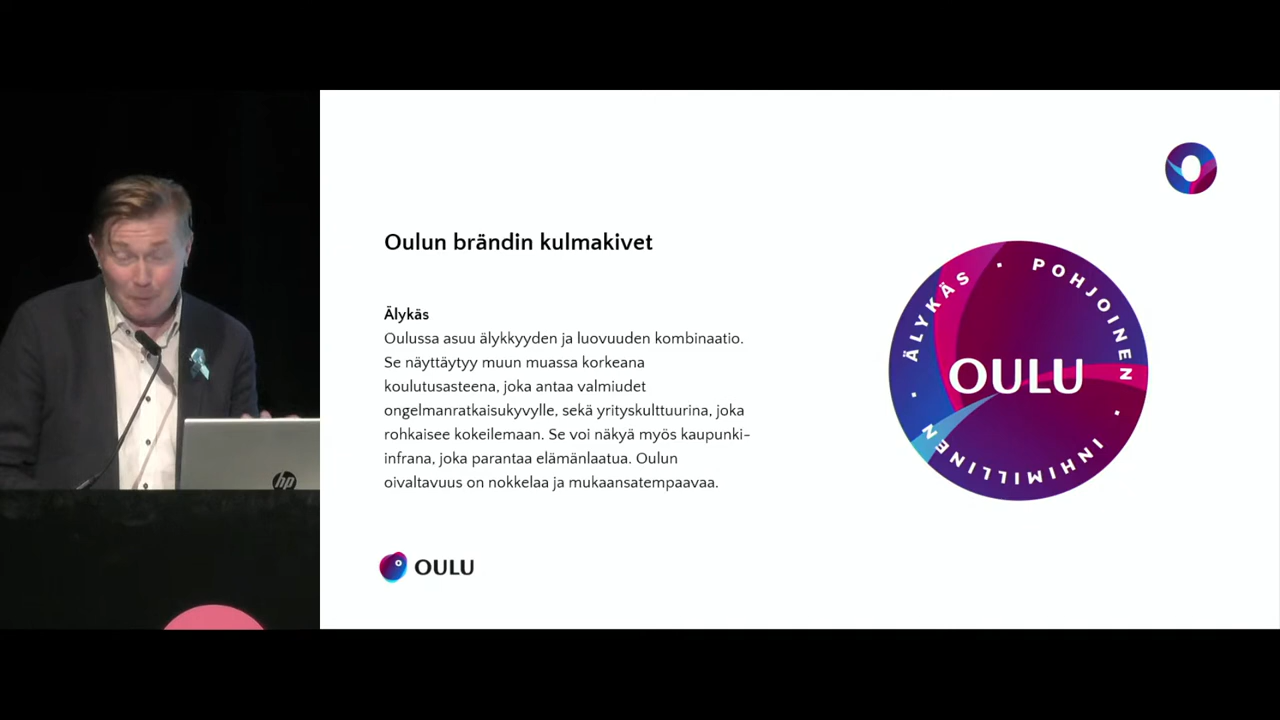 Oulun brändin kulmakivet
Älykäs
Oulussa asuu älykkyyden ja luovuuden kombinaatio.
Se näyttäytyy muun muassa korkeana
koulutusasteena, joka antaa valmiudet
ongelmanratkaisukyvylle, sekä yrityskulttuurina, joka
rohkaisee kokeilemaan. Se voi näkyä myös kaupunki-
infrana, joka parantaa elämänlaatua. Oulun
oivaltavuus on nokkelaa ja mukaansatempaavaa.
OULU
ÄLYKÄS · POHJOINEN · INHIMILLINEN ·
OULU
O
hp